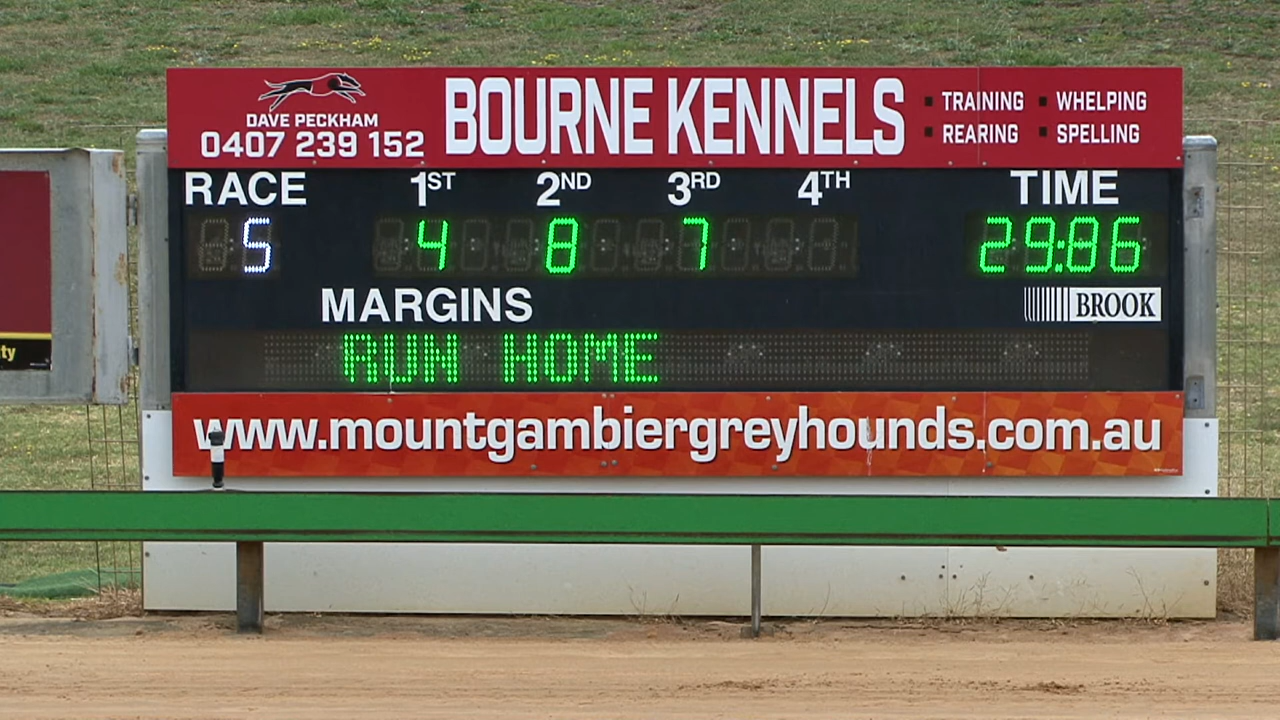 DAVE PECKHAM
0407 239 152
BOURNE KENNELS
TRAINING WHELPING
REARING SPELLING
RACE 1ST 2ND 3RD 4TH TIME
5 4 8 7 29:86
MARGINS
BROOK
RUN HOME
www.mountgambiergreyhounds.com.au
ty